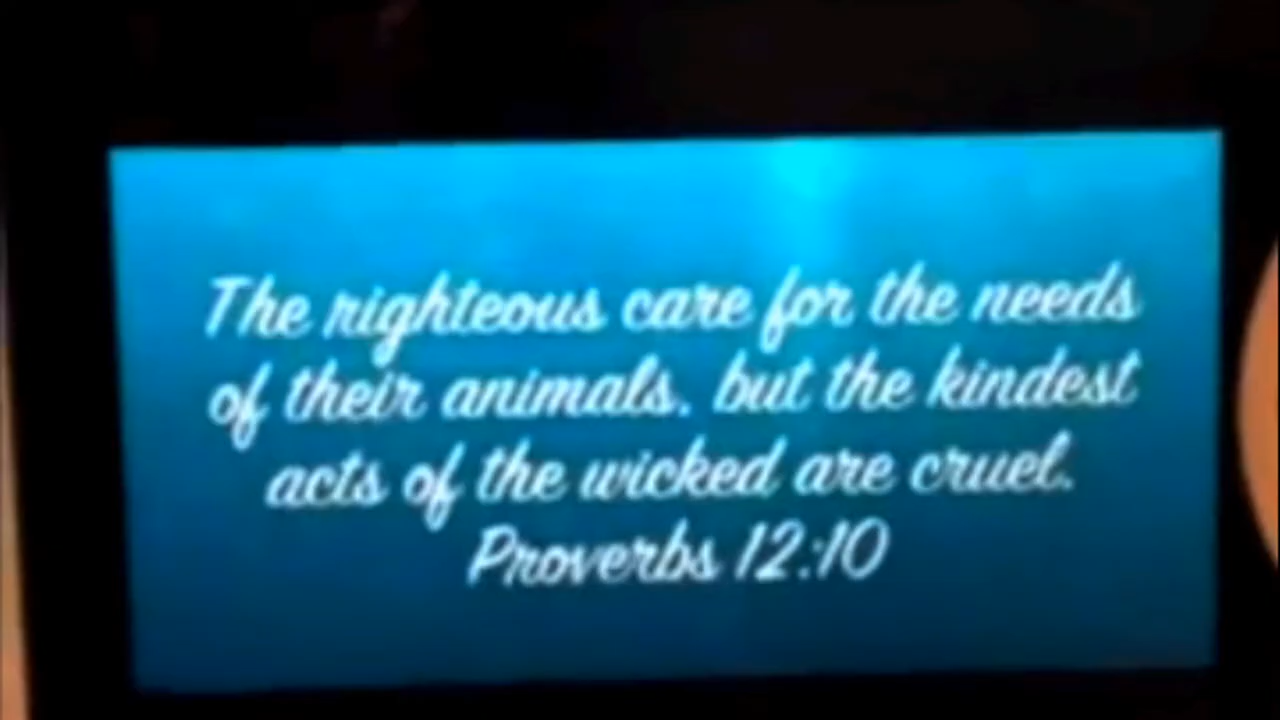 The righteous care for the needs
of their animals, but the kindest
acts of the wicked are cruel.
Proverbs 12:10